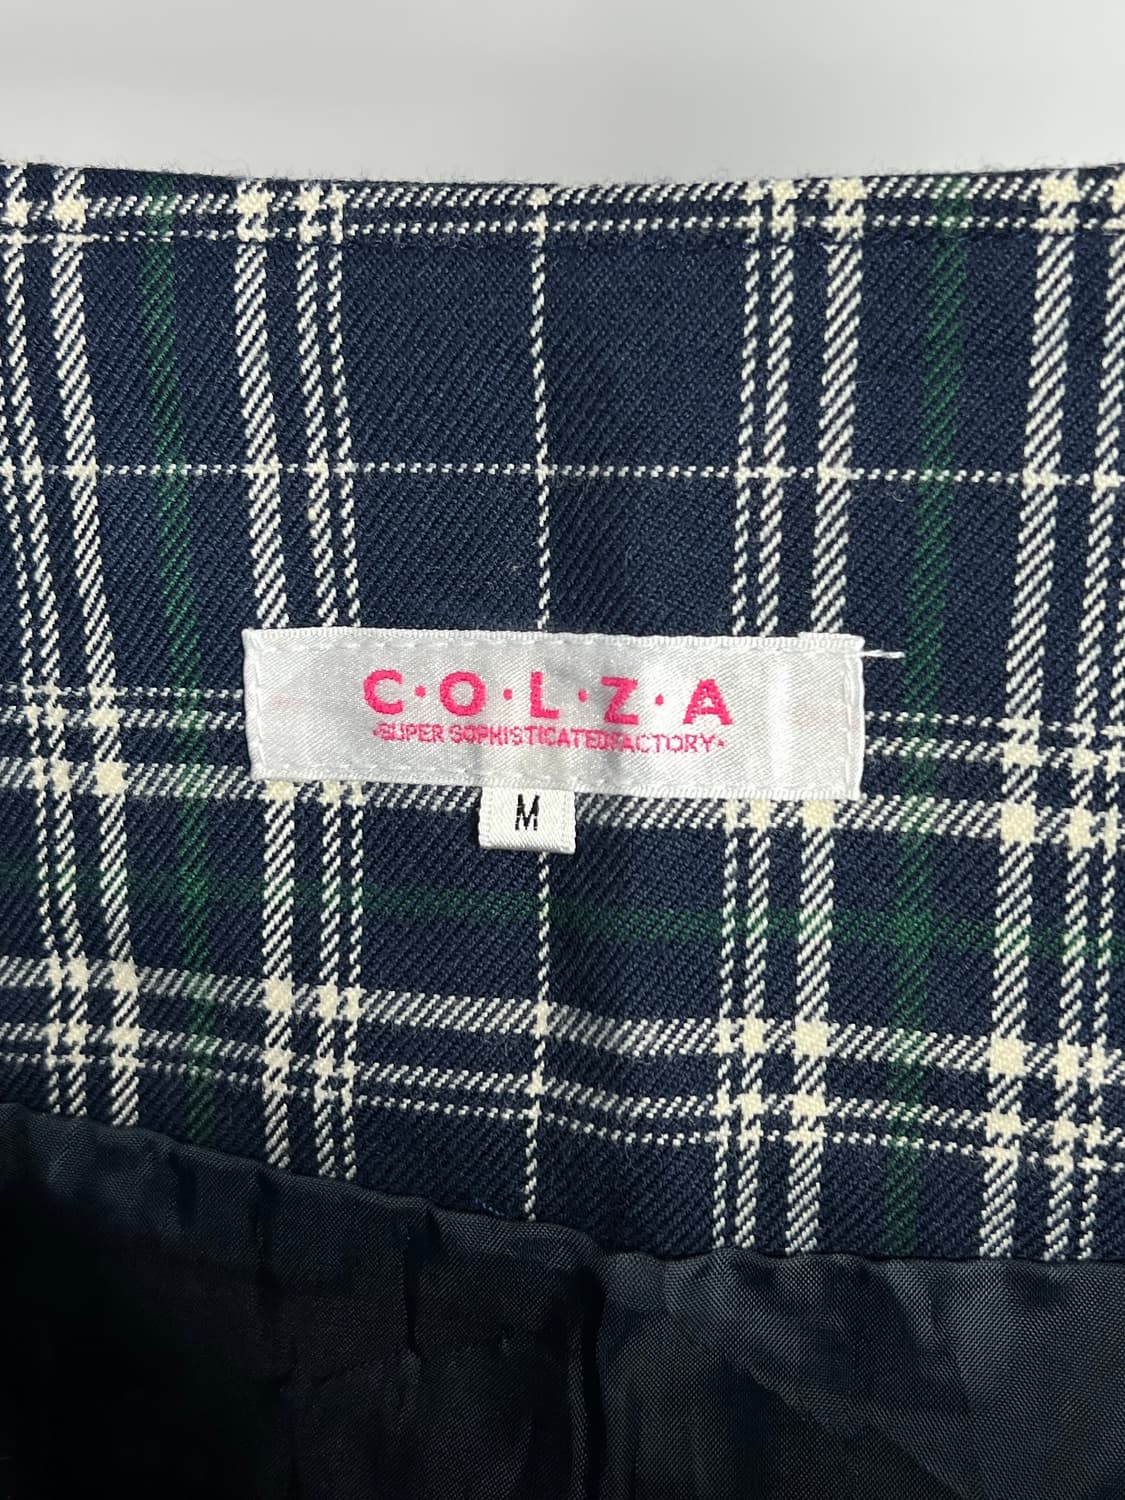 C·O·L·Z·A
·SUPER SOPHISTICATED FACTORY·
M